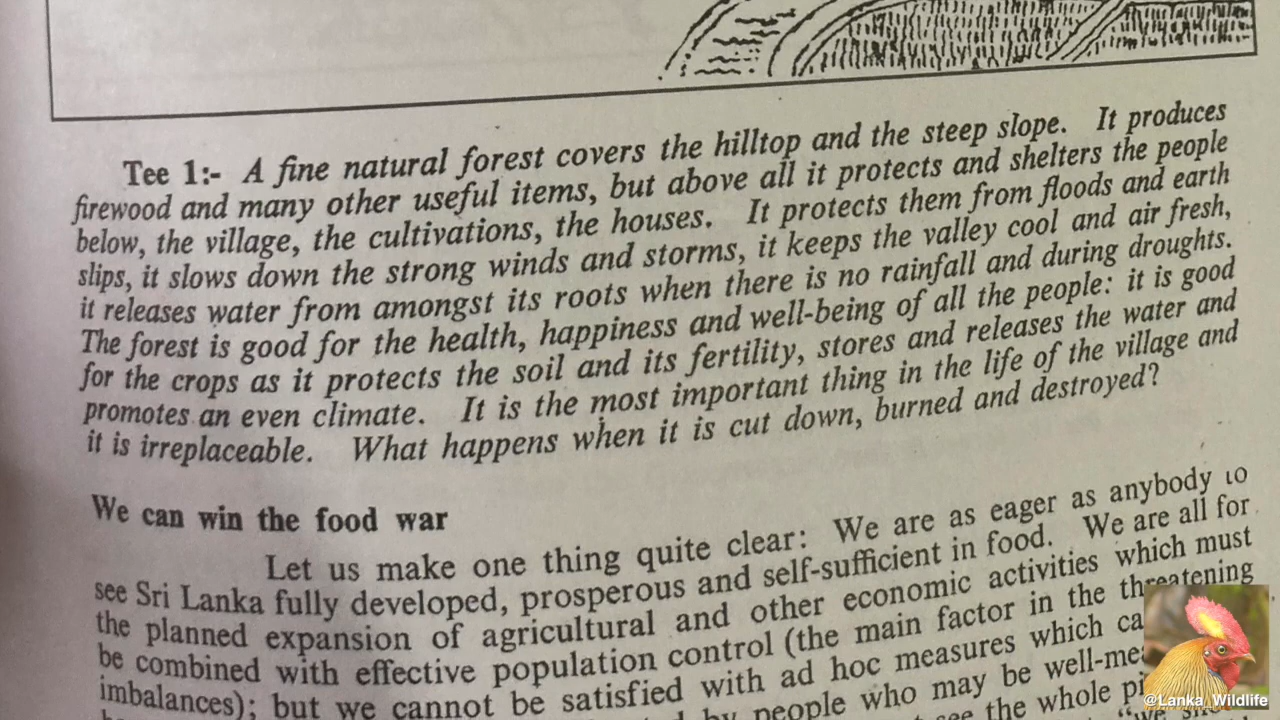 Tee 1:- A fine natural forest covers the hilltop and the steep slope. It produces
firewood and many other useful items, but above all it protects and shelters the people
below, the village, the cultivations, the houses. It protects them from floods and earth
slips, it slows down the strong winds and storms, it keeps the valley cool and air fresh,
it releases water from amongst its roots when there is no rainfall and during droughts.
The forest is good for the health, happiness and well-being of all the people: it is good
for the crops as it protects the soil and its fertility, stores and releases the water and
promotes an even climate. It is the most important thing in the life of the village and
it is irreplaceable. What happens when it is cut down, burned and destroyed?
We can win the food war
Let us make one thing quite clear: We are as eager as anybody to
see Sri Lanka fully developed, prosperous and self-sufficient in food. We are all for
the planned expansion of agricultural and other economic activities which must
be combined with effective population control (the main factor in the threatening
imbalances); but we cannot be satisfied with ad hoc measures which
by people who may be
see the whole
@Lanka_Wildlife